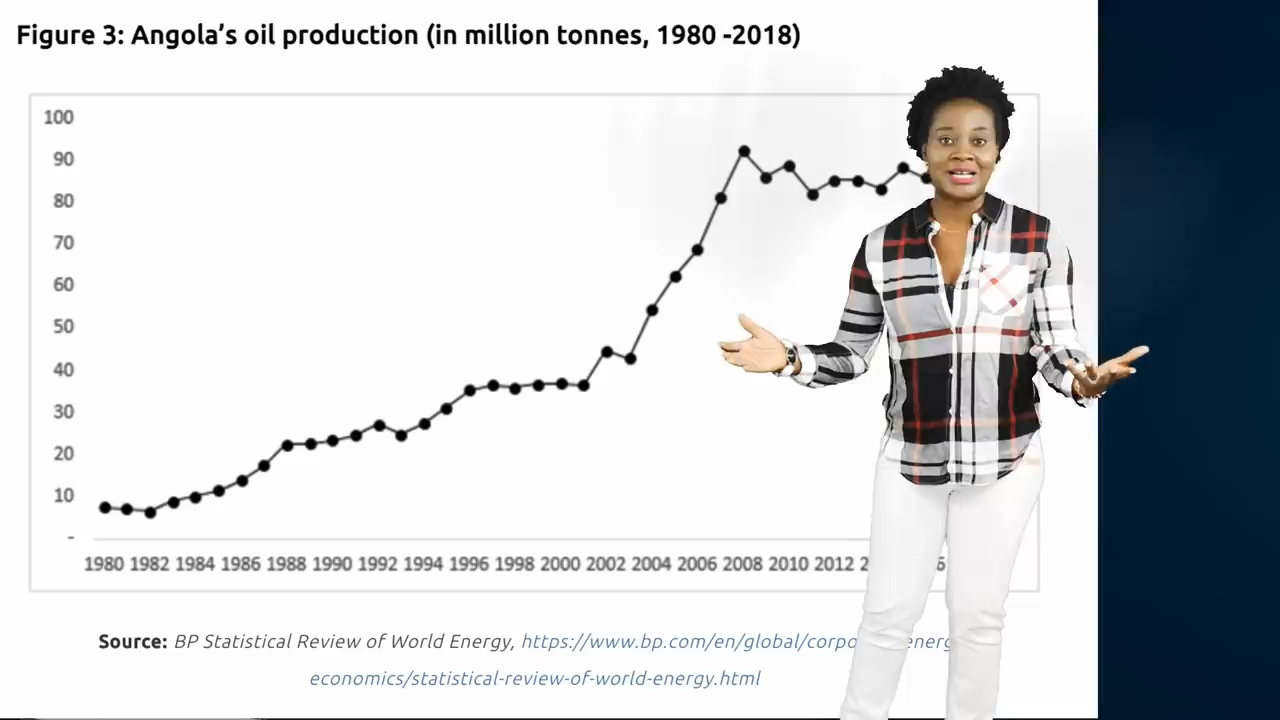 Figure 3: Angola's oil production (in million tonnes, 1980 -2018)
100
90
80
70
60
50
40
30
20
10
-
1980 1982 1984 1986 1988 1990 1992 1994 1996 1998 2000 2002 2004 2006 2008 2010 2012
Source: BP Statistical Review of World Energy, https://www.bp.com/en/global/corpo energ
economics/statistical-review-of-world-energy.html